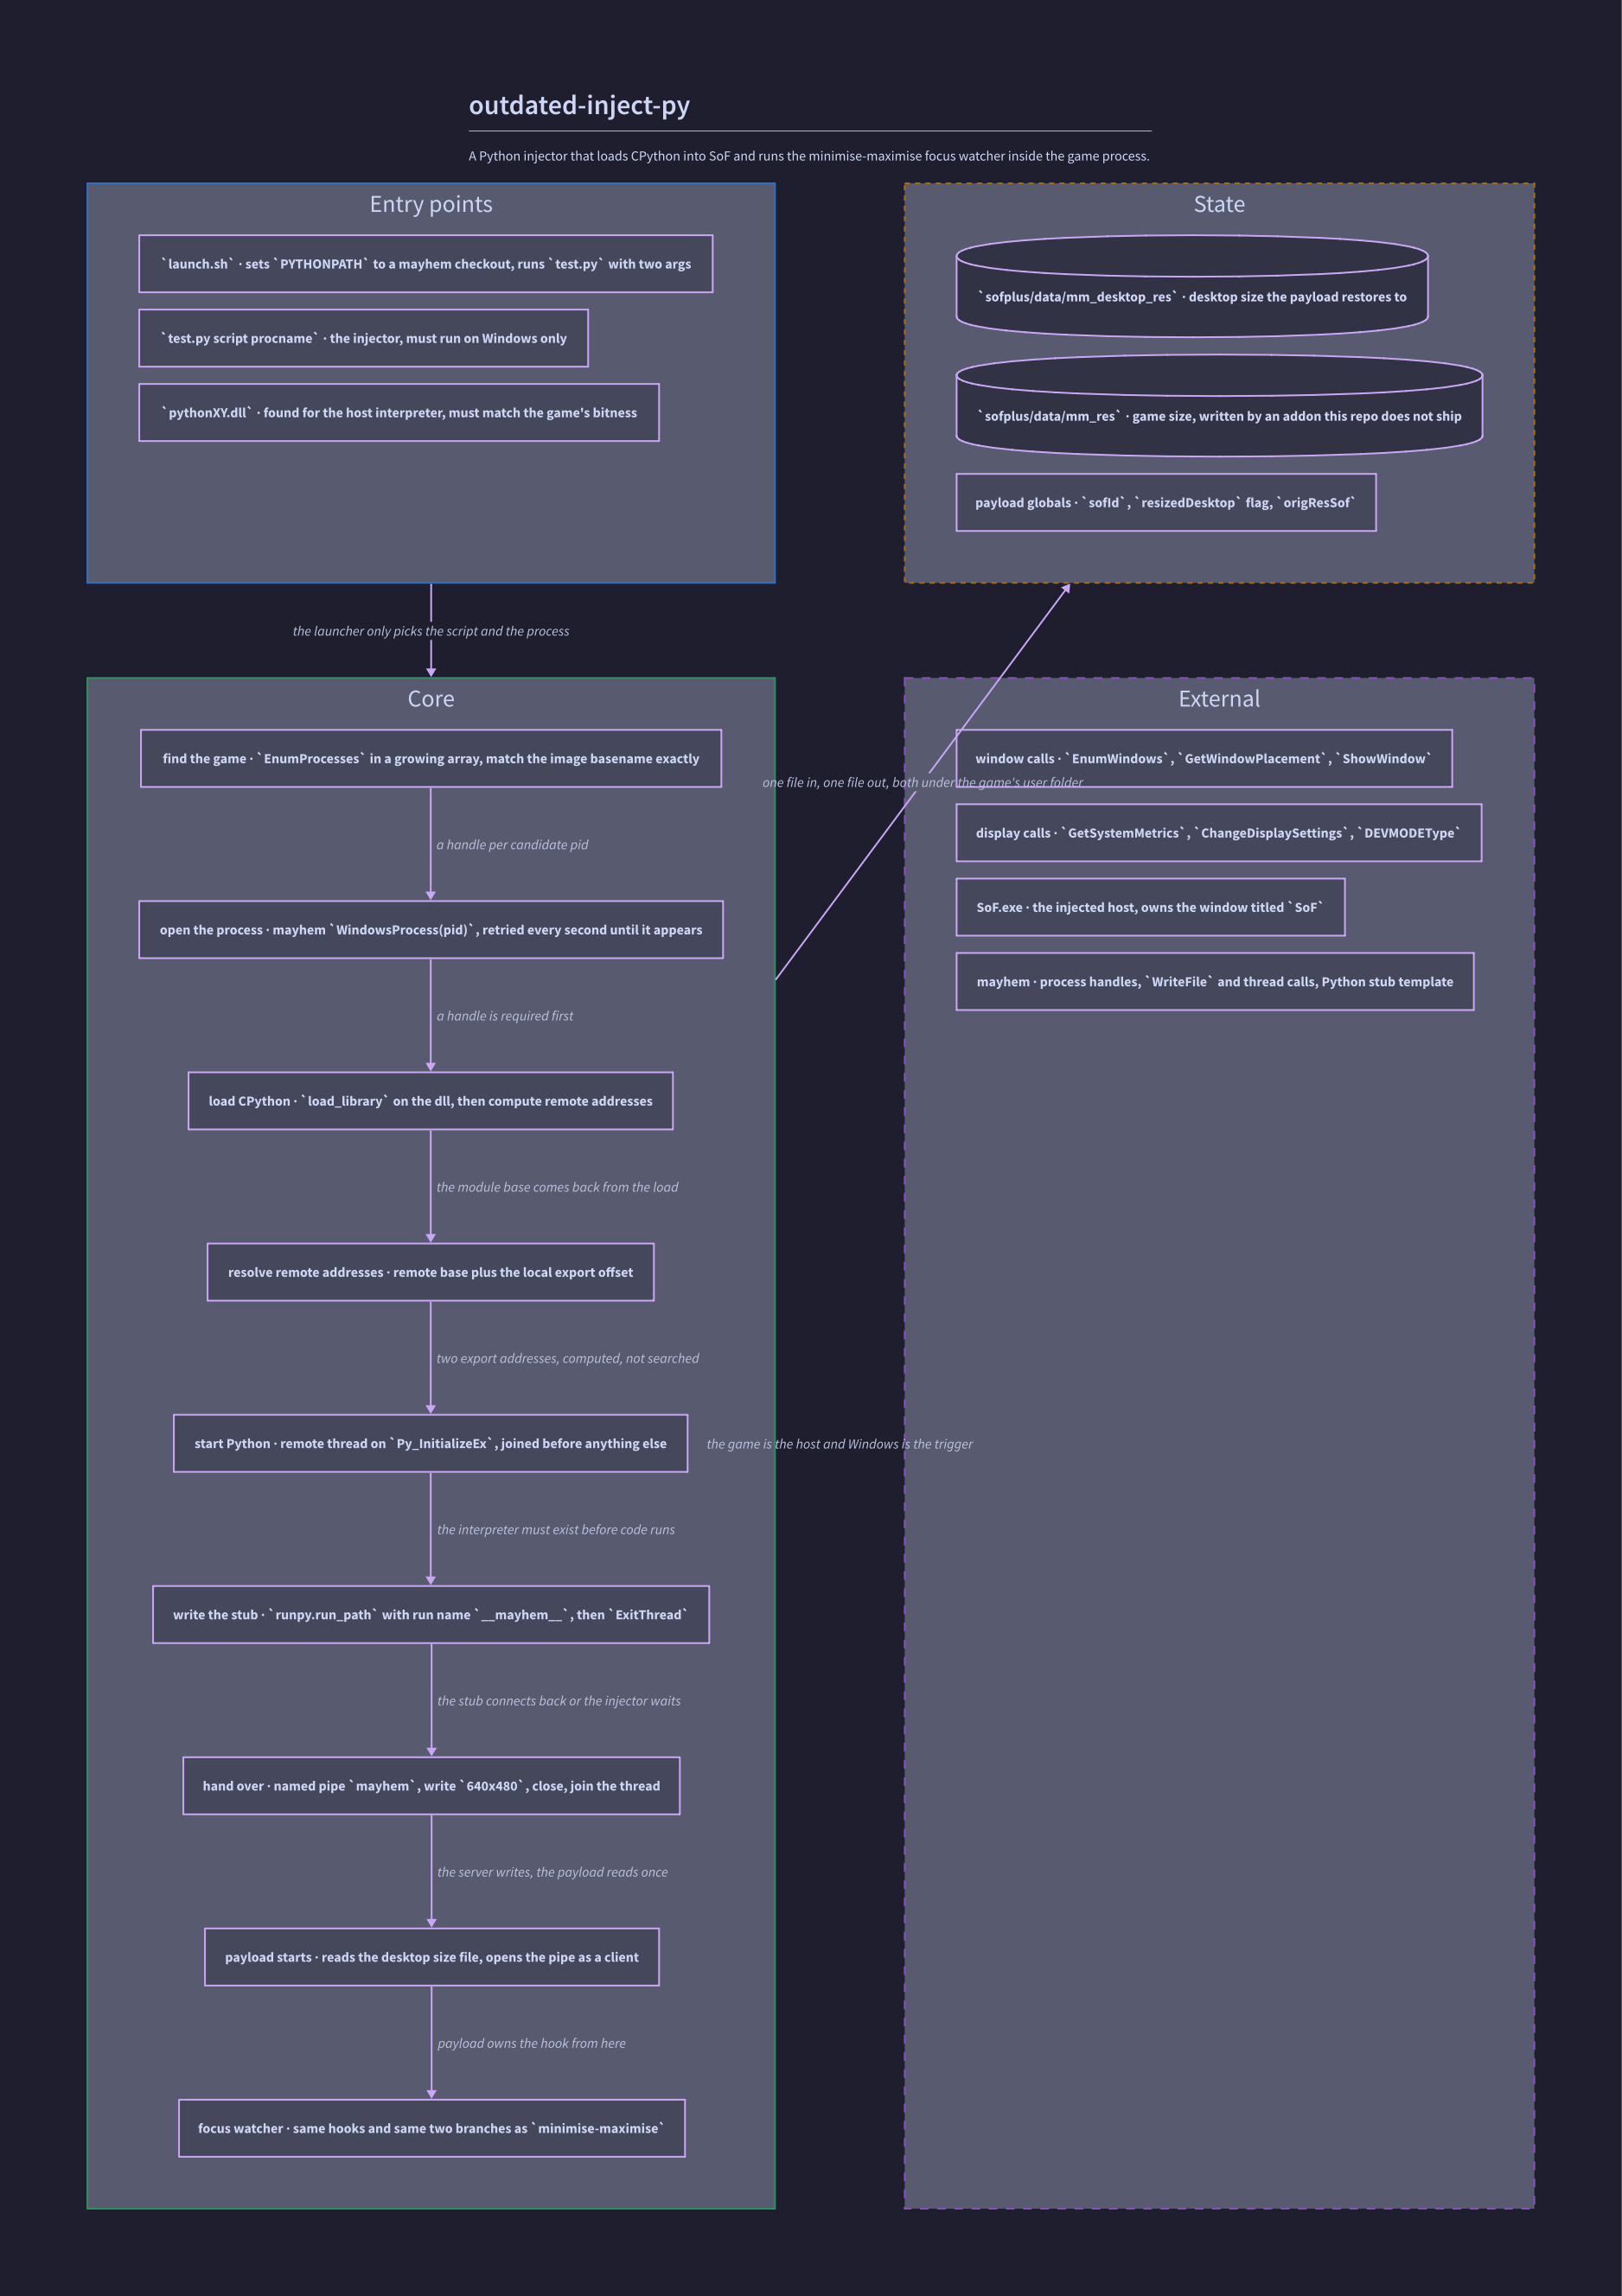 outdated-inject-py
A Python injector that loads CPython into SoF and runs the minimise-maximise focus watcher inside the game process.
Entry points
`launch.sh` · sets `PYTHONPATH` to a mayhem checkout, runs `test.py` with two args
`test.py script procname` · the injector, must run on Windows only
`pythonXY.dll` · found for the host interpreter, must match the game's bitness
State
`sofplus/data/mm_desktop_res` · desktop size the payload restores to
`sofplus/data/mm_res` · game size, written by an addon this repo does not ship
payload globals · `sofId`, `resizedDesktop` flag, `origResSof`
the launcher only picks the script and the process
Core
find the game · `EnumProcesses` in a growing array, match the image basename exactly
a handle per candidate pid
open the process · mayhem `WindowsProcess(pid)`, retried every second until it appears
a handle is required first
load CPython · `load_library` on the dll, then compute remote addresses
the module base comes back from the load
resolve remote addresses · remote base plus the local export offset
two export addresses, computed, not searched
start Python · remote thread on `Py_InitializeEx`, joined before anything else
the interpreter must exist before code runs
write the stub · `runpy.run_path` with run name `__mayhem__`, then `ExitThread`
the stub connects back or the injector waits
hand over · named pipe `mayhem`, write `640x480`, close, join the thread
the server writes, the payload reads once
payload starts · reads the desktop size file, opens the pipe as a client
payload owns the hook from here
focus watcher · same hooks and same two branches as `minimise-maximise`
one file in, one file out, both under the game's user folder
the game is the host and Windows is the trigger
External
window calls · `EnumWindows`, `GetWindowPlacement`, `ShowWindow`
display calls · `GetSystemMetrics`, `ChangeDisplaySettings`, `DEVMODEType`
SoF.exe · the injected host, owns the window titled `SoF`
mayhem · process handles, `WriteFile` and thread calls, Python stub template